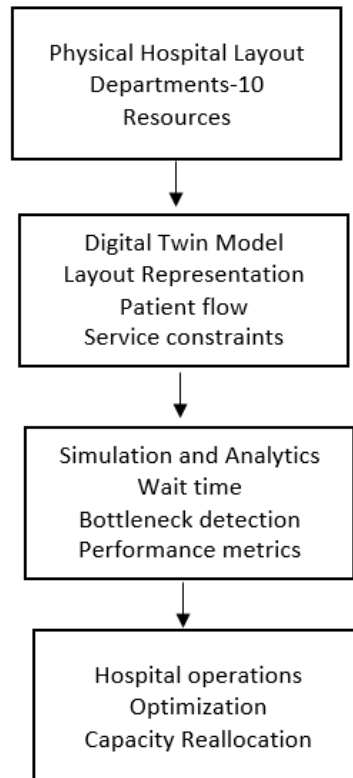 Physical Hospital Layout
Departments-10
Resources
Digital Twin Model
Layout Representation
Patient flow
Service constraints
Simulation and Analytics
Wait time
Bottleneck detection
Performance metrics
Hospital operations
Optimization
Capacity Reallocation